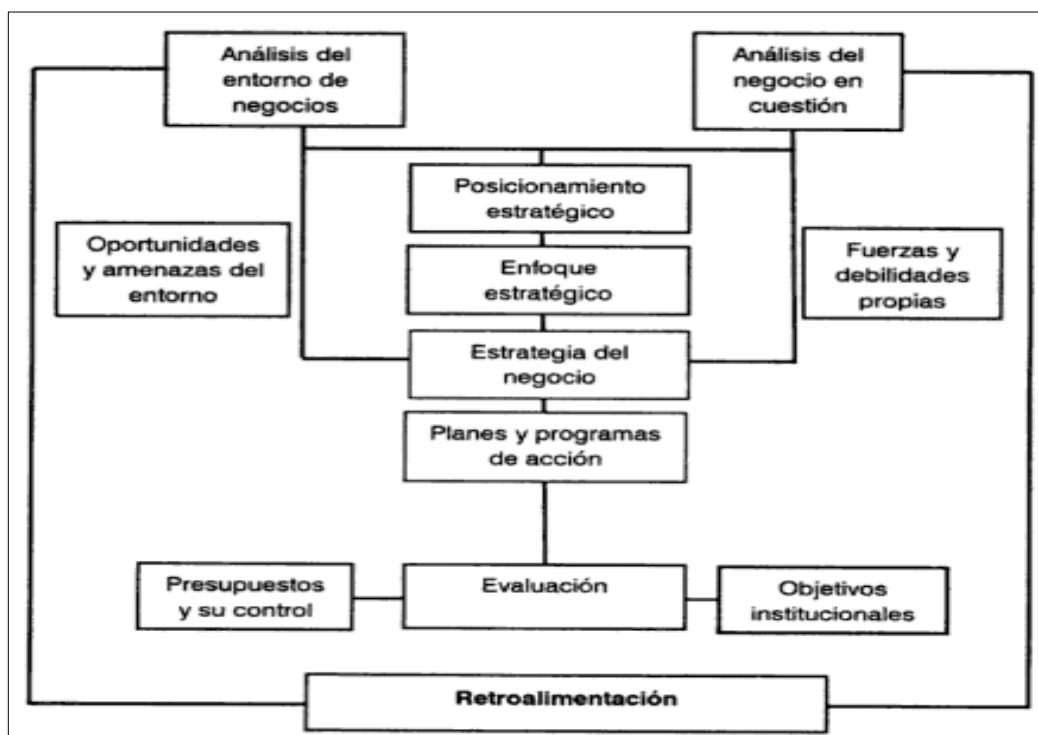 Análisis del
entorno de
negocios
Análisis del
negocio en
cuestión
Posicionamiento
estratégico
Oportunidades
y amenazas del
entorno
Enfoque
estratégico
Fuerzas y
debilidades
propias
Estrategia del
negocio
Planes y programas
de acción
Presupuestos
y su control
Evaluación
Objetivos
institucionales
Retroalimentación